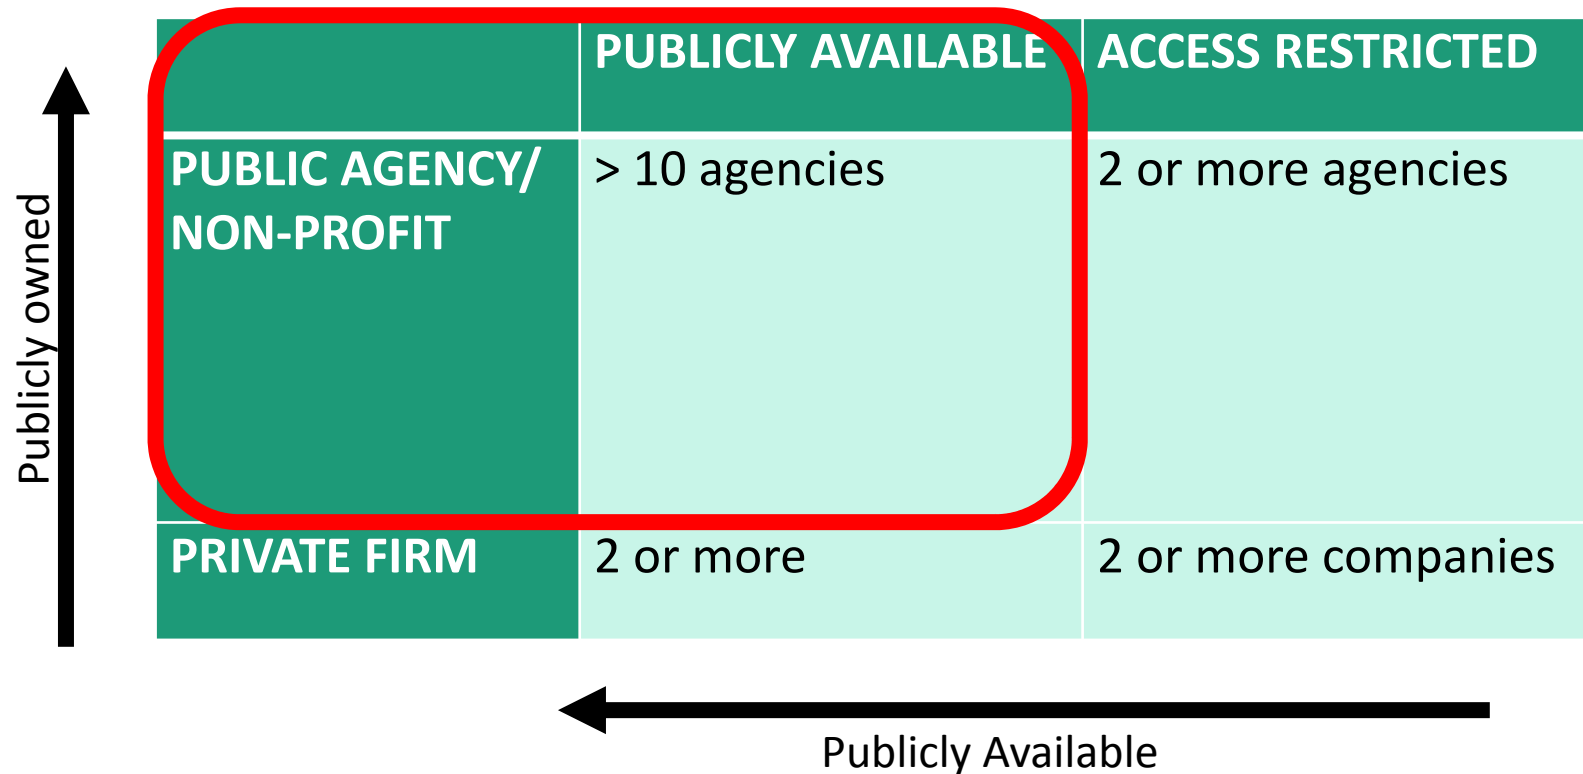 PUBLICLY AVAILABLE
ACCESS RESTRICTED
PUBLIC AGENCY/
NON-PROFIT
> 10 agencies
2 or more agencies
PRIVATE FIRM
2 or more
2 or more companies
Publicly owned
Publicly Available